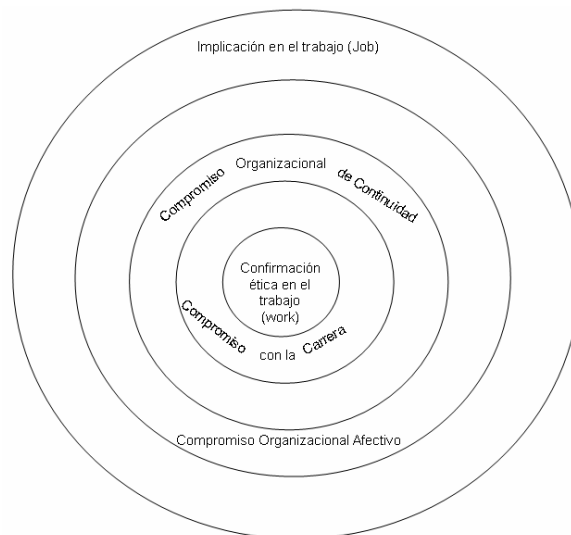 Implicación en el trabajo (Job)
Compromiso Organizacional de Continuidad
Confirmación
ética en el
trabajo
(work)
Compromiso con la Carrera
Compromiso Organizacional Afectivo